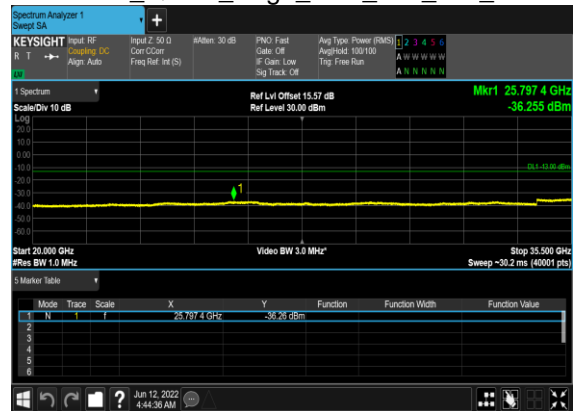 Spectrum Analyzer 1
Swept SA
+
KEYSIGHT
R T
LW
Input: RF
Coupling: DC
Align: Auto
Input Z: 50 Ω
Corr CCorr
Freq Ref: Int (S)
#Atten: 30 dB
PNO: Fast
Gate: Off
IF Gain: Low
Sig Track: Off
Avg Type: Power (RMS)
Avg|Hold: 100/100
Trig: Free Run
1 2 3 4 5 6
A W W W W W
A N N N N N
1 Spectrum
Scale/Div 10 dB
Ref Lvl Offset 15.57 dB
Ref Level 30.00 dBm
Mkr1 25.797 4 GHz
-36.255 dBm
Log
20.0
10.0
0.00
-10.0
DL1 -13.00 dBm
-20.0
-30.0
1
-40.0
-50.0
-60.0
Start 20.000 GHz
#Res BW 1.0 MHz
Video BW 3.0 MHz*
Stop 35.500 GHz
Sweep ~30.2 ms (40001 pts)
5 Marker Table
Mode Trace Scale X Y Function Function Width Function Value
1 N 1 f 25.797 4 GHz -36.26 dBm
2
3
4
5
6
?
Jun 12, 2022
4:44:36 AM